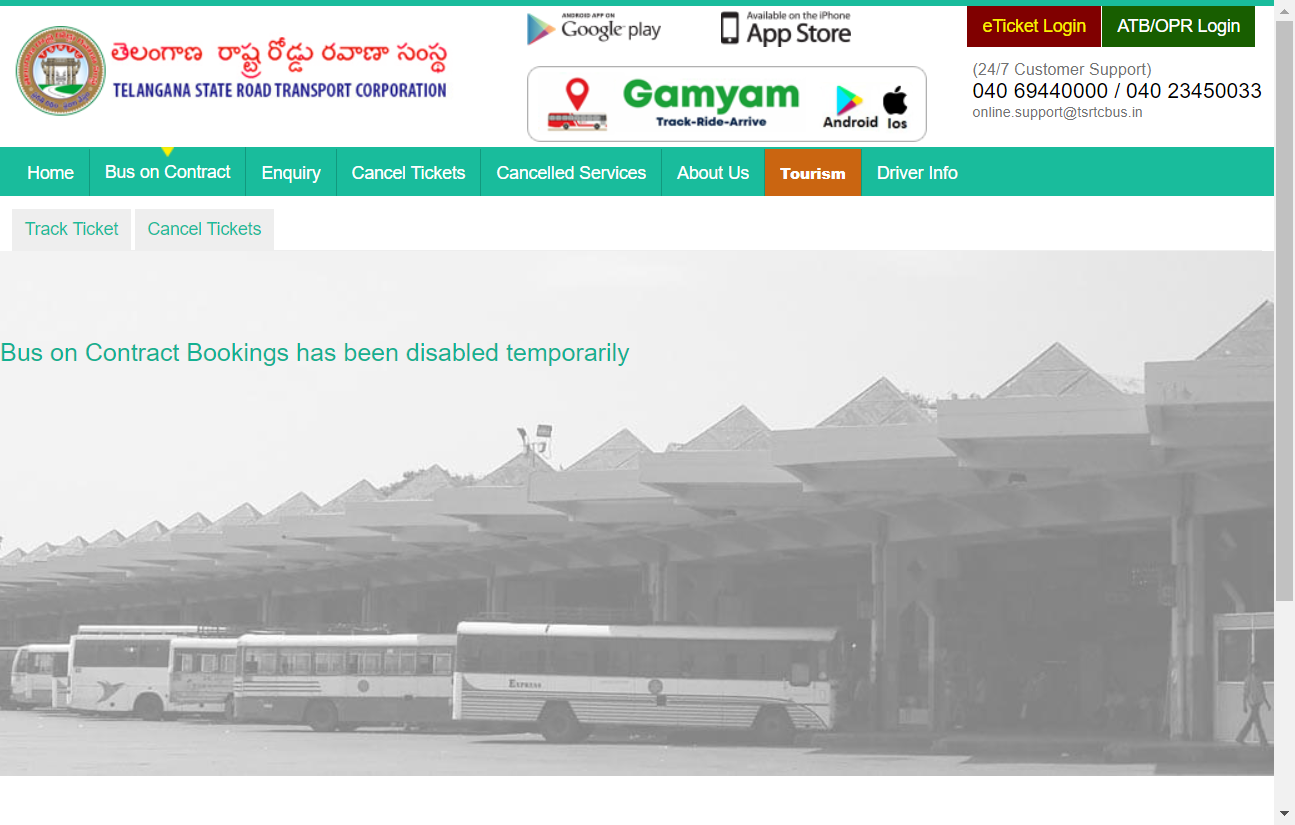 తెలంగాణ రాష్ట్ర రోడ్డు రవాణా సంస్థ
TELANGANA STATE ROAD TRANSPORT CORPORATION
ANDROID APP ON
Google play
Available on the iPhone
App Store
Gamyam
Track-Ride-Arrive
Android Ios
eTicket Login ATB/OPR Login
(24/7 Customer Support)
040 69440000 / 040 23450033
online.support@tsrtcbus.in
Home Bus on Contract Enquiry Cancel Tickets Cancelled Services About Us Tourism Driver Info
Track Ticket Cancel Tickets
Bus on Contract Bookings has been disabled temporarily
EXPRESS